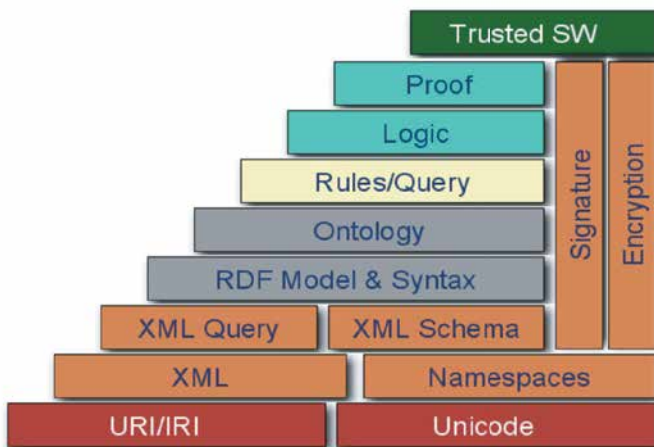 Trusted SW
Proof
Logic
Rules/Query
Ontology
RDF Model & Syntax
XML Query
XML Schema
Signature
Encryption
XML
Namespaces
URI/IRI
Unicode